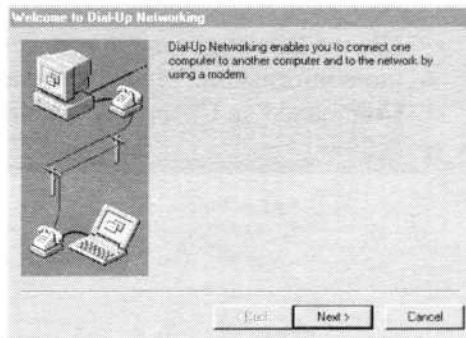 Welcome to Dial-Up Networking
Dial-Up Networking enables you to connect one
computer to another computer and to the network by
using a modem.
< Back
Next >
Cancel